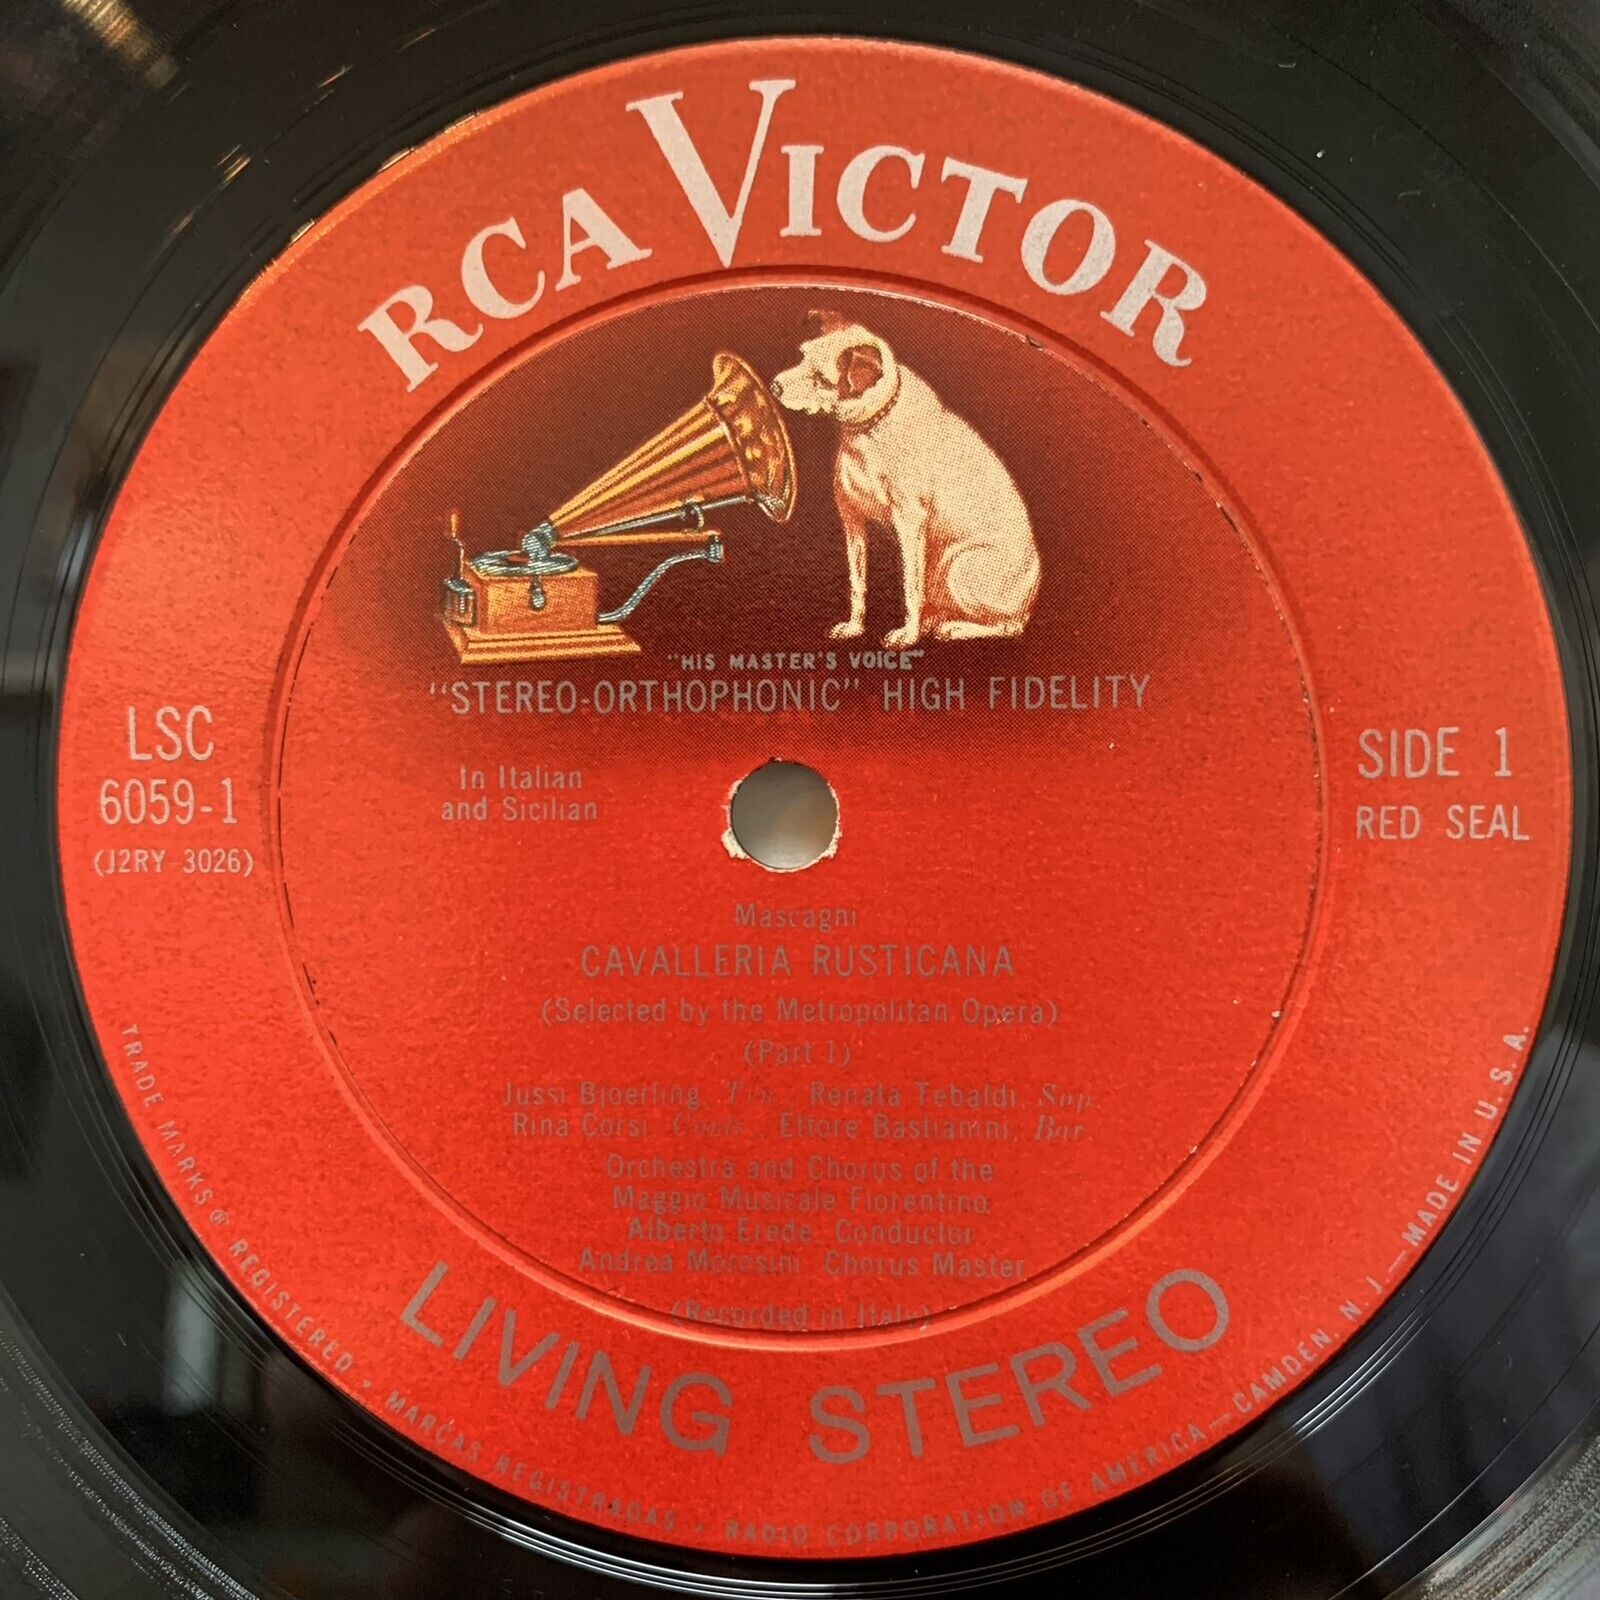 RCA VICTOR
"HIS MASTER'S VOICE"
"STEREO-ORTHOPHONIC" HIGH FIDELITY
LSC
6059-1
(J2RY-3026)
In Italian
and Sicilian
SIDE 1
RED SEAL
Mascagni
CAVALLERIA RUSTICANA
(Selected by the Metropolitan Opera)
(Part 1)
Jussi Bjoerling, Ten.; Renata Tebaldi, Sop.
Rina Corsi, Contr.; Ettore Bastianini, Bar.
Orchestra and Chorus of the
Maggio Musicale Fiorentino
Alberto Erede, Conductor
Andrea Morosini, Chorus Master
(Recorded in Italy)
LIVING STEREO
TRADE MARKS ® REGISTERED • MARCAS REGISTRADAS • RADIO CORPORATION OF AMERICA—CAMDEN, N. J.—MADE IN U. S. A.